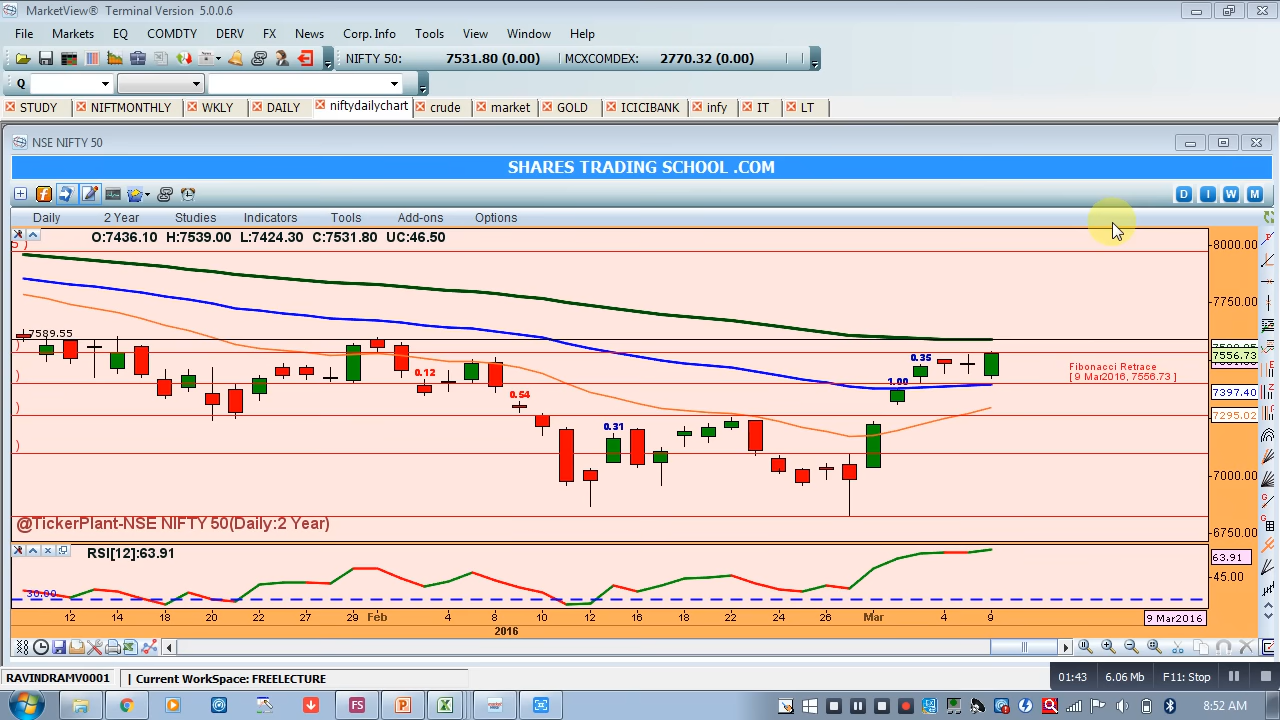 MarketView® Terminal Version 5.0.0.6
File Markets EQ COMDTY DERV FX News Corp. Info Tools View Window Help
NIFTY 50: 7531.80 (0.00) MCXCOMDEX: 2770.32 (0.00)
Q
STUDY NIFTMONTHLY WKLY DAILY niftydailychart crude market GOLD ICICIBANK infy IT LT
NSE NIFTY 50
SHARES TRADING SCHOOL .COM
D I W M
Daily 2 Year Studies Indicators Tools Add-ons Options
O:7436.10 H:7539.00 L:7424.30 C:7531.80 UC:46.50
8000.00
7750.00
7589.55
7556.73
0.35
0.12
Fibonacci Retrace
[ 9 Mar2016, 7556.73 ]
1.00
7397.40
0.54
7295.02
0.31
7000.00
@TickerPlant-NSE NIFTY 50(Daily:2 Year)
6750.00
RSI[12]:63.91
63.91
45.00
30.00
12 14 18 20 22 27 29 Feb 4 8 10 12 16 18 22 24 26 Mar 4 9 9 Mar2016
2016
RAVINDRAMV0001 | Current WorkSpace: FREELECTURE
01:43 6.06 Mb F11: Stop
FS
8:52 AM